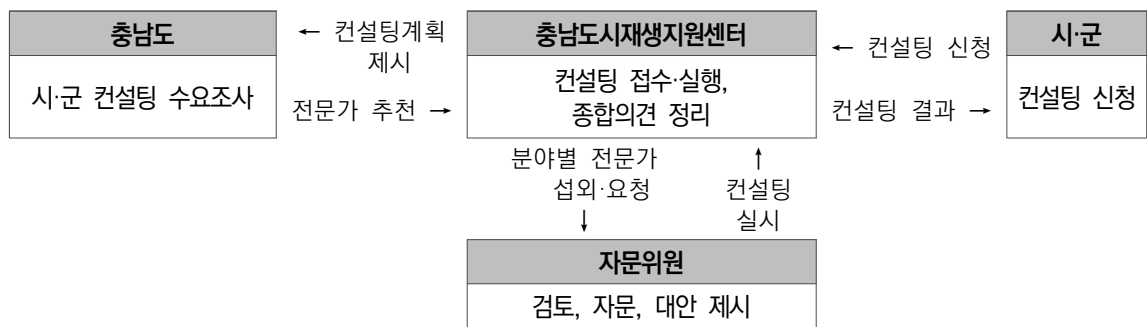 충남도
시·군 컨설팅 수요조사
← 컨설팅계획
제시
전문가 추천 →
충남도시재생지원센터
컨설팅 접수·실행,
종합의견 정리
← 컨설팅 신청
컨설팅 결과 →
시·군
컨설팅 신청
분야별 전문가
섭외·요청
↓
↑
컨설팅
실시
자문위원
검토, 자문, 대안 제시